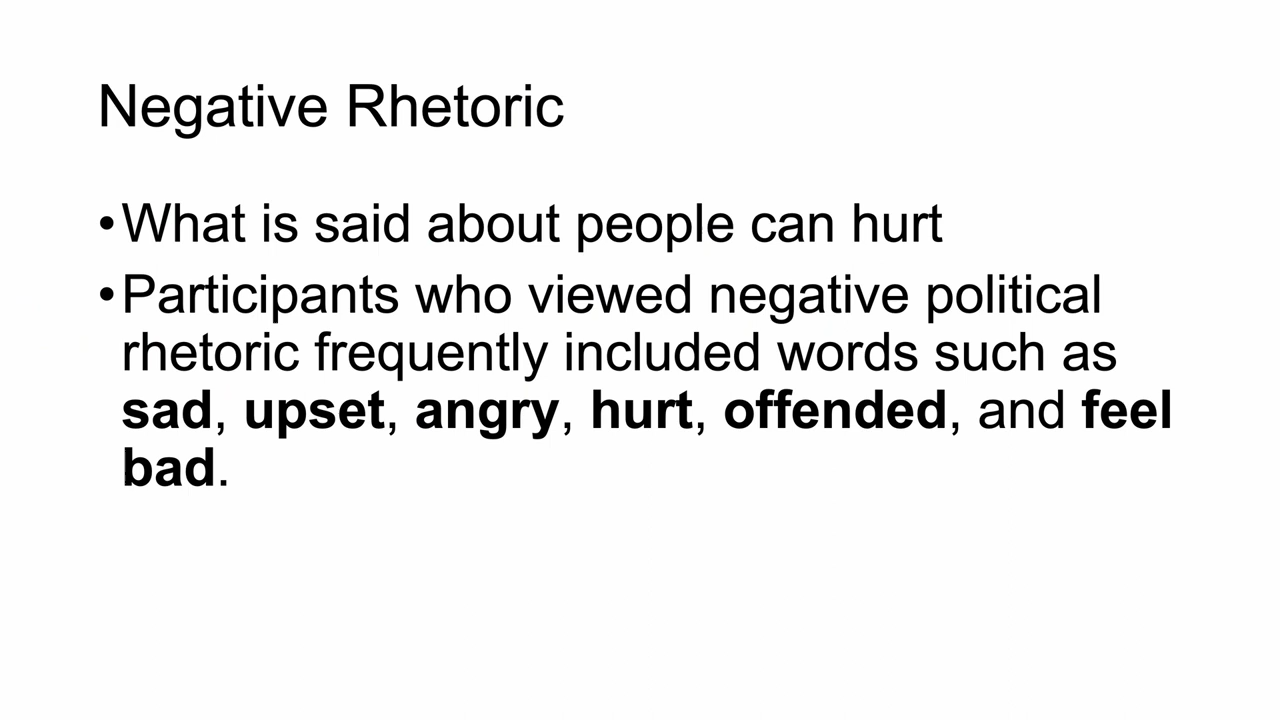 Negative Rhetoric
•What is said about people can hurt
•Participants who viewed negative political
rhetoric frequently included words such as
sad, upset, angry, hurt, offended, and feel
bad.